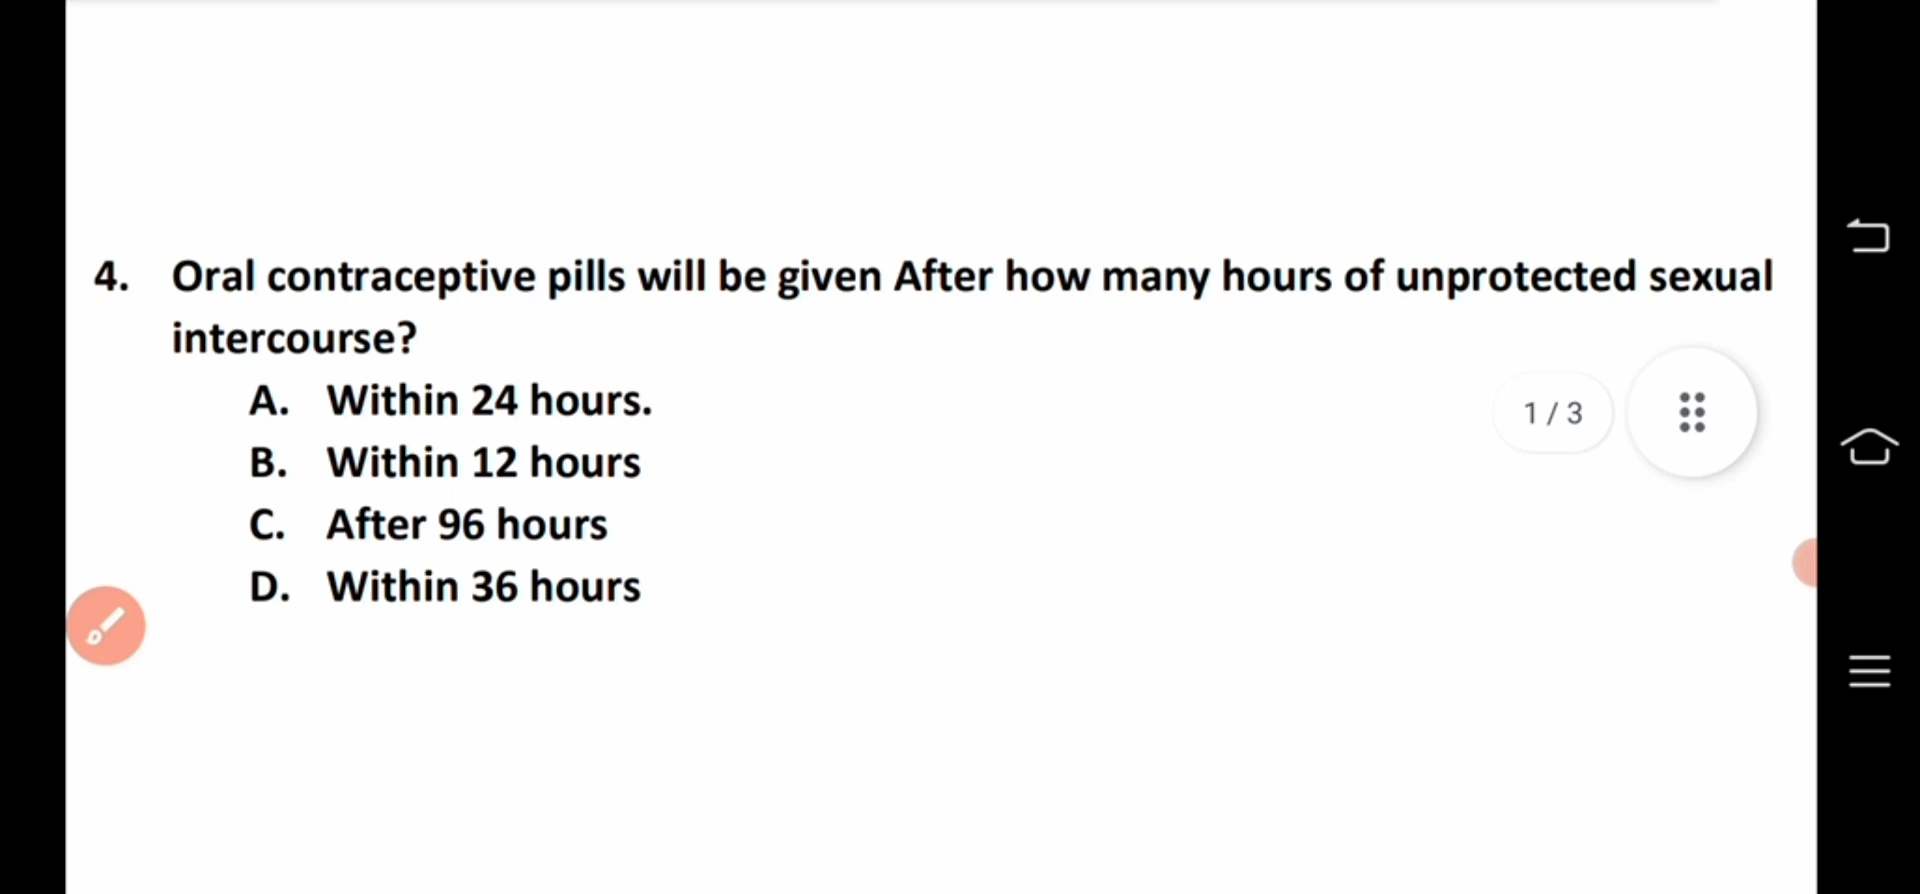 4. Oral contraceptive pills will be given After how many hours of unprotected sexual
intercourse?
A. Within 24 hours.
1 / 3
B. Within 12 hours
C. After 96 hours
D. Within 36 hours